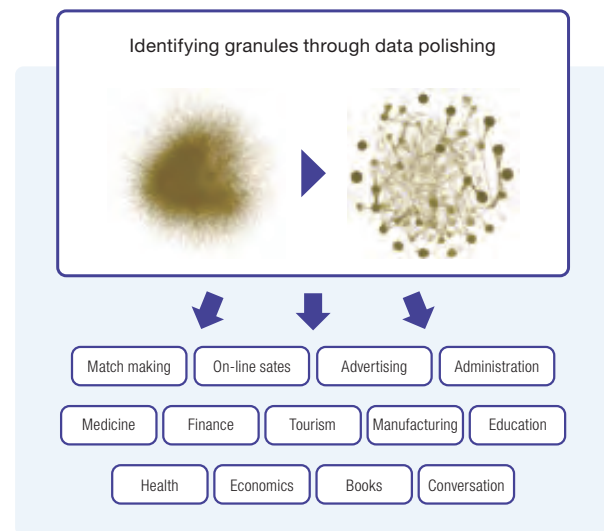 Identifying granules through data polishing
Match making
On-line sates
Advertising
Administration
Medicine
Finance
Tourism
Manufacturing
Education
Health
Economics
Books
Conversation